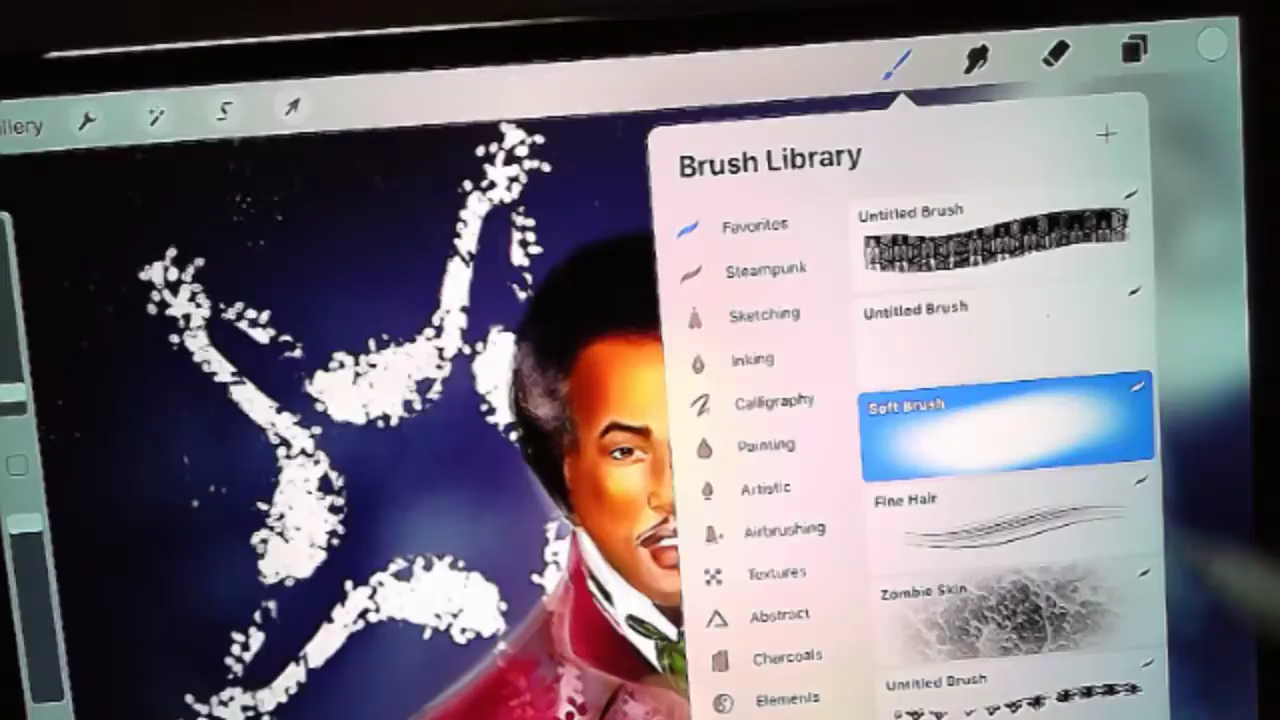 llery
Brush Library
Favorites
Steampunk
Sketching
Inking
Calligraphy
Painting
Artistic
Airbrushing
Textures
Abstract
Charcoals
Elements
Untitled Brush
Untitled Brush
Soft Brush
Fine Hair
Zombie Skin
Untitled Brush